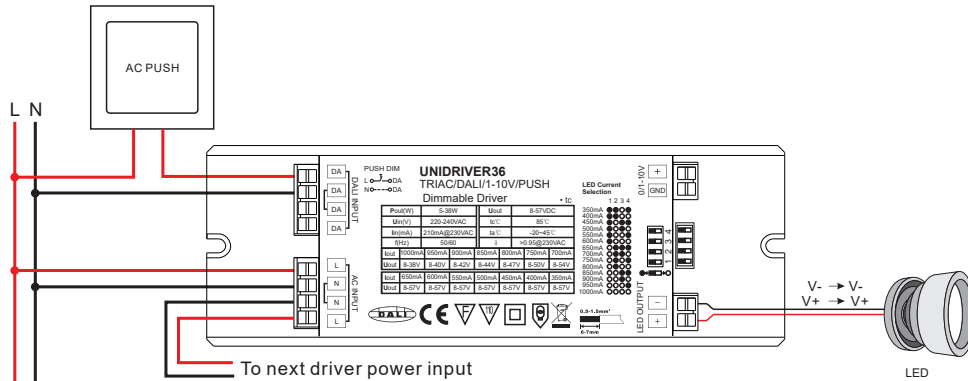 AC PUSH
L N
DA
DA
DA
DA
DALI INPUT
PUSH DIM
L DA
N DA
UNIDRIVER36
TRIAC/DALI/1-10V/PUSH
Dimmable Driver
• tc
Pout(W) 5-38W Uout 8-57VDC
Uin(V) 220-240VAC tc℃ 85℃
Iin(mA) 210mA@230VAC ta℃ -20~45℃
f(Hz) 50/60 λ >0.95@230VAC
Iout 1000mA 950mA 900mA 850mA 800mA 750mA 700mA
Uout 8-38V 8-40V 8-42V 8-44V 8-47V 8-50V 8-54V
Iout 650mA 600mA 550mA 500mA 450mA 400mA 350mA
Uout 8-57V 8-57V 8-57V 8-57V 8-57V 8-57V 8-57V
LED Current
Selection
1 2 3 4
350mA
400mA
450mA
500mA
550mA
600mA
650mA
700mA
750mA
800mA
850mA
900mA
950mA
1000mA
0/1-10V
+
GND
1 2 3 4
L
N
N
L
AC INPUT
DALI
CE
F
110
0.5-1.5mm²
6-7mm
LED OUTPUT
−
+
V- → V-
V+ → V+
LED
To next driver power input